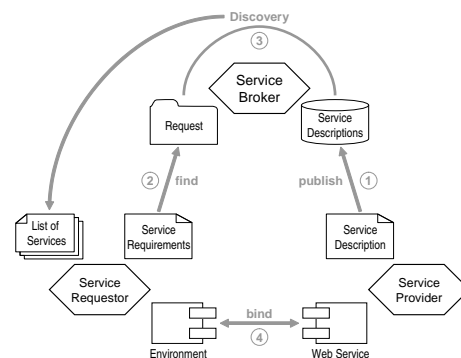 Discovery
3
Service
Broker
Request
Service
Descriptions
2
find
publish
1
List of
Services
Service
Requirements
Service
Description
Service
Requestor
Service
Provider
bind
4
Environment
Web Service